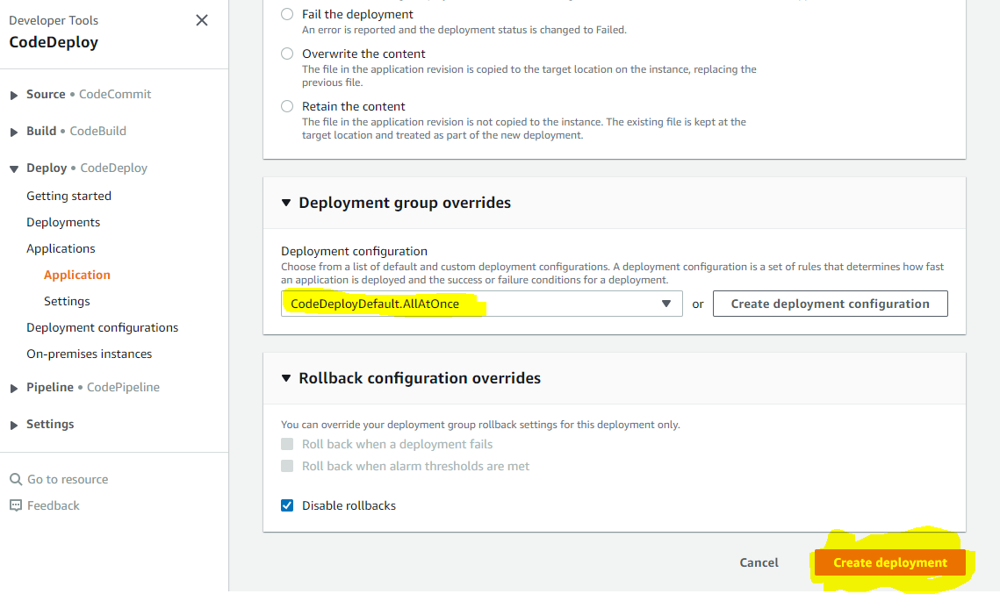 Developer Tools
CodeDeploy
Source • CodeCommit
Build • CodeBuild
Deploy • CodeDeploy
Getting started
Deployments
Applications
Application
Settings
Deployment configurations
On-premises instances
Pipeline • CodePipeline
Settings
Go to resource
Feedback
Fail the deployment
An error is reported and the deployment status is changed to Failed.
Overwrite the content
The file in the application revision is copied to the target location on the instance, replacing the
previous file.
Retain the content
The file in the application revision is not copied to the instance. The existing file is kept at the
target location and treated as part of the new deployment.
Deployment group overrides
Deployment configuration
Choose from a list of default and custom deployment configurations. A deployment configuration is a set of rules that determines how fast
an application is deployed and the success or failure conditions for a deployment.
CodeDeployDefault.AllAtOnce
or
Create deployment configuration
Rollback configuration overrides
You can override your deployment group rollback settings for this deployment only.
Roll back when a deployment fails
Roll back when alarm thresholds are met
Disable rollbacks
Cancel
Create deployment